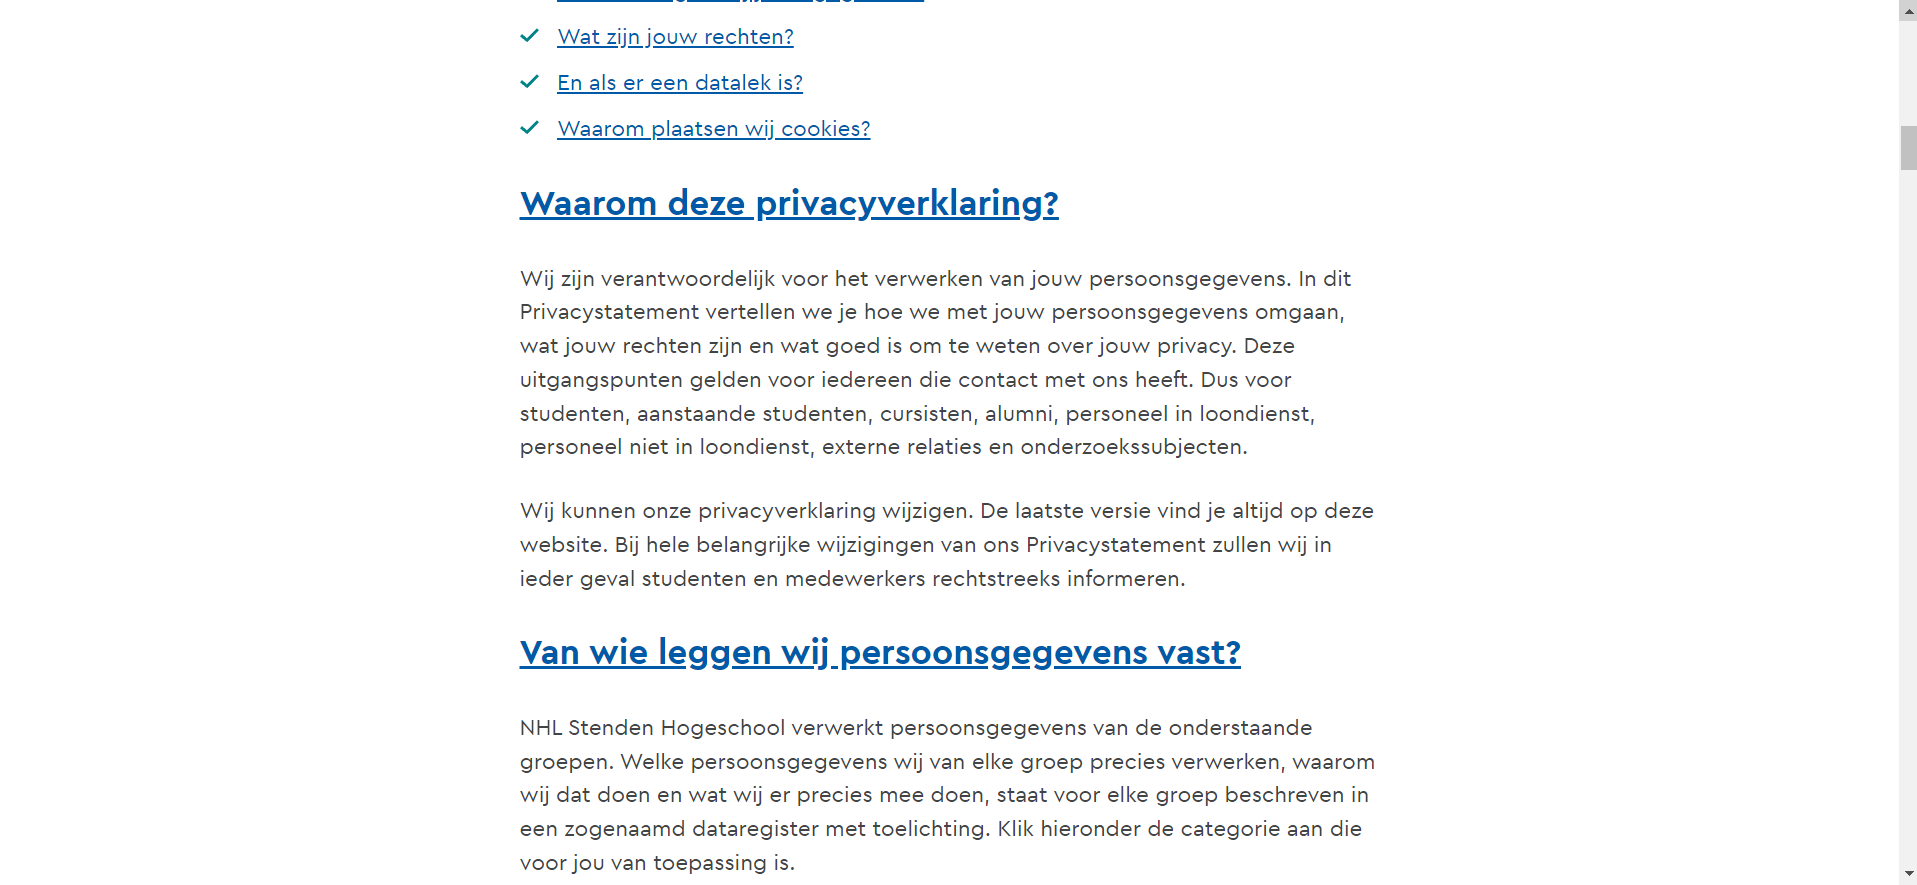 Wat zijn jouw rechten?
En als er een datalek is?
Waarom plaatsen wij cookies?
Waarom deze privacyverklaring?
Wij zijn verantwoordelijk voor het verwerken van jouw persoonsgegevens. In dit
Privacystatement vertellen we je hoe we met jouw persoonsgegevens omgaan,
wat jouw rechten zijn en wat goed is om te weten over jouw privacy. Deze
uitgangspunten gelden voor iedereen die contact met ons heeft. Dus voor
studenten, aanstaande studenten, cursisten, alumni, personeel in loondienst,
personeel niet in loondienst, externe relaties en onderzoekssubjecten.
Wij kunnen onze privacyverklaring wijzigen. De laatste versie vind je altijd op deze
website. Bij hele belangrijke wijzigingen van ons Privacystatement zullen wij in
ieder geval studenten en medewerkers rechtstreeks informeren.
Van wie leggen wij persoonsgegevens vast?
NHL Stenden Hogeschool verwerkt persoonsgegevens van de onderstaande
groepen. Welke persoonsgegevens wij van elke groep precies verwerken, waarom
wij dat doen en wat wij er precies mee doen, staat voor elke groep beschreven in
een zogenaamd dataregister met toelichting. Klik hieronder de categorie aan die
voor jou van toepassing is.